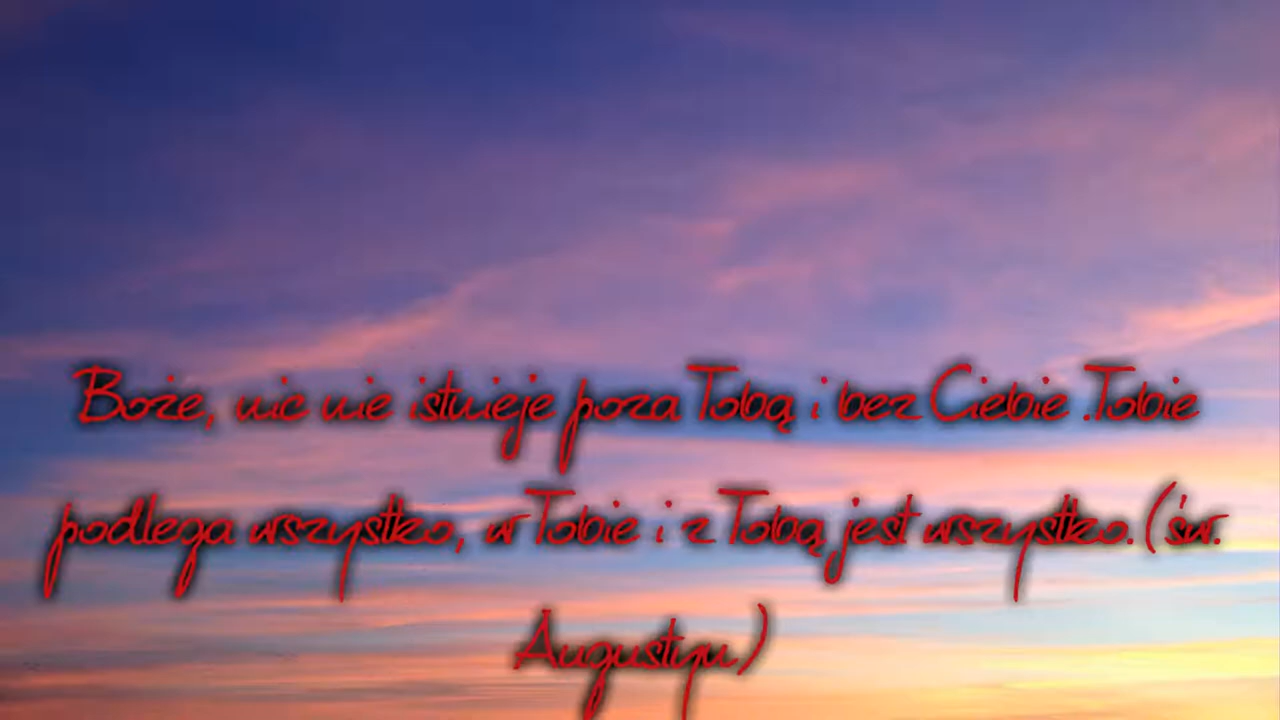 Boże, nic nie istnieje poza Tobą i bez Ciebie .Tobie
podlega wszystko, w Tobie i z Tobą jest wszystko.(św.
Augustyn)